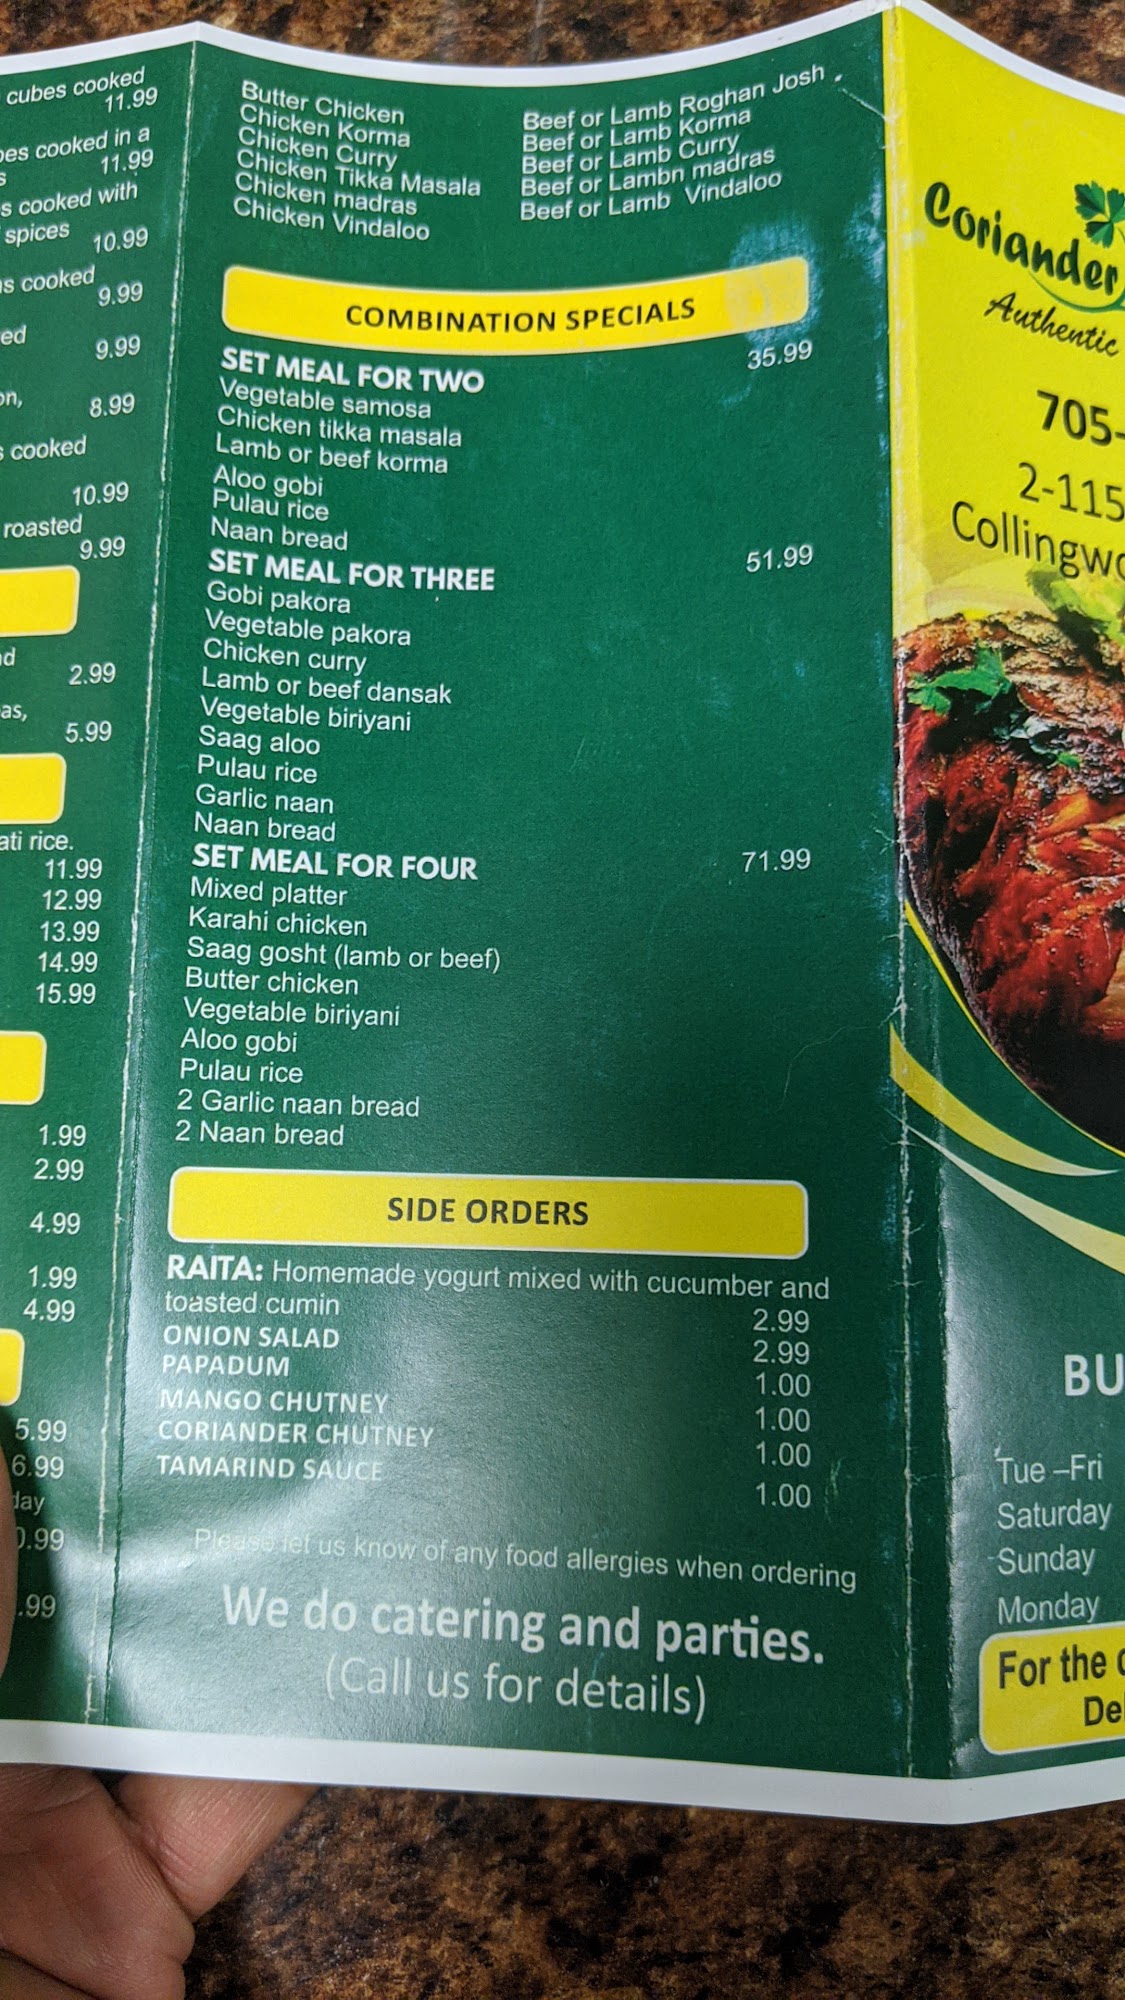 cubes cooked
11.99
cooked in a
11.99
cooked with
spices
10.99
cooked
9.99
9.99
8.99
cooked
10.99
roasted
9.99
2.99
5.99
rice.
11.99
12.99
13.99
14.99
15.99
1.99
2.99
4.99
1.99
4.99
5.99
6.99
.99
.99
Butter Chicken
Chicken Korma
Chicken Curry
Chicken Tikka Masala
Chicken madras
Chicken Vindaloo
Beef or Lamb Roghan Josh .
Beef or Lamb Korma
Beef or Lamb Curry
Beef or Lambn madras
Beef or Lamb Vindaloo
COMBINATION SPECIALS
SET MEAL FOR TWO 35.99
Vegetable samosa
Chicken tikka masala
Lamb or beef korma
Aloo gobi
Pulau rice
Naan bread
SET MEAL FOR THREE 51.99
Gobi pakora
Vegetable pakora
Chicken curry
Lamb or beef dansak
Vegetable biriyani
Saag aloo
Pulau rice
Garlic naan
Naan bread
SET MEAL FOR FOUR 71.99
Mixed platter
Karahi chicken
Saag gosht (lamb or beef)
Butter chicken
Vegetable biriyani
Aloo gobi
Pulau rice
2 Garlic naan bread
2 Naan bread
SIDE ORDERS
RAITA: Homemade yogurt mixed with cucumber and
toasted cumin 2.99
ONION SALAD 2.99
PAPADUM 1.00
MANGO CHUTNEY 1.00
CORIANDER CHUTNEY 1.00
TAMARIND SAUCE 1.00
Please let us know of any food allergies when ordering
We do catering and parties.
(Call us for details)
Coriander
Authentic
705-
2-115
Collingwo
BU
Tue –Fri
Saturday
Sunday
Monday
For the
De